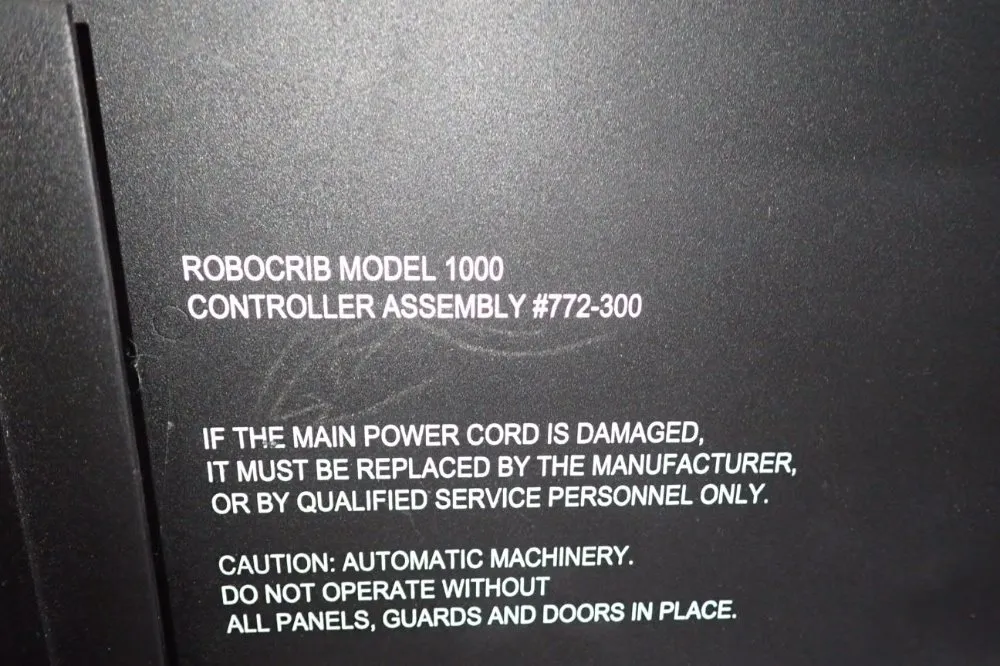 ROBOCRIB MODEL 1000
CONTROLLER ASSEMBLY #772-300
IF THE MAIN POWER CORD IS DAMAGED,
IT MUST BE REPLACED BY THE MANUFACTURER,
OR BY QUALIFIED SERVICE PERSONNEL ONLY.
CAUTION: AUTOMATIC MACHINERY.
DO NOT OPERATE WITHOUT
ALL PANELS, GUARDS AND DOORS IN PLACE.